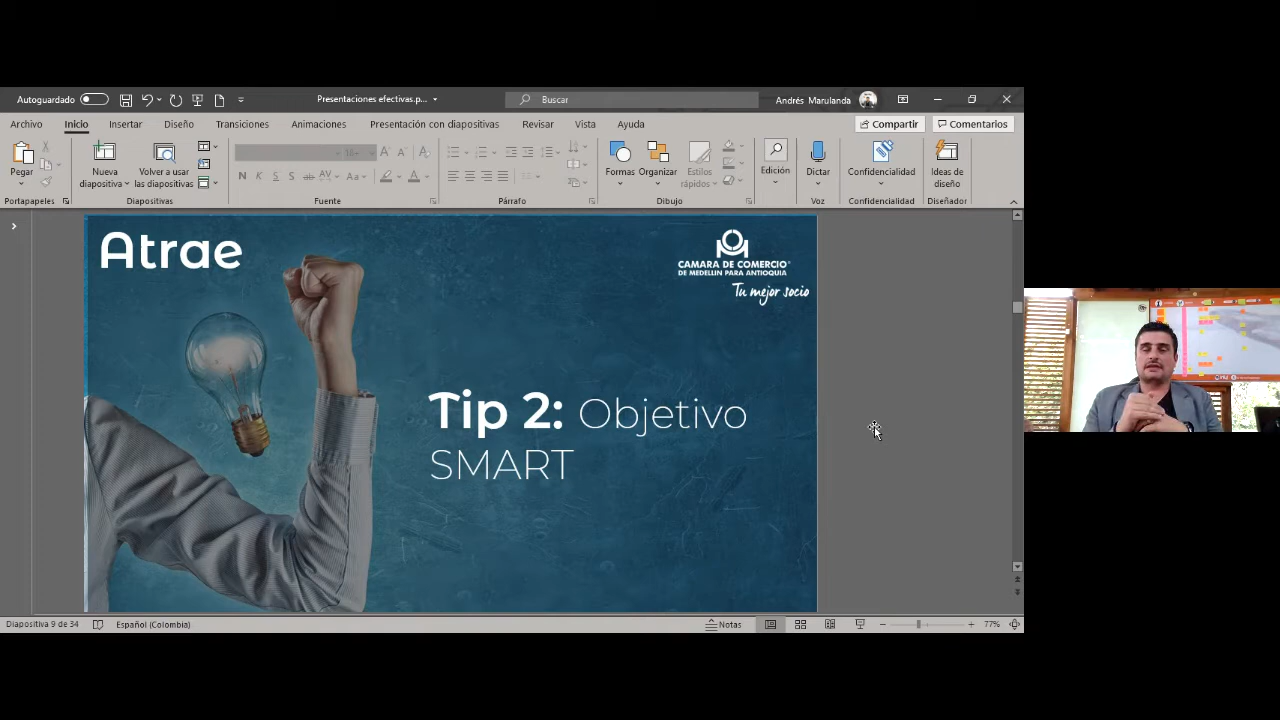 Autoguardado
Presentaciones efectivas.p...
Buscar
Andrés Marulanda
Archivo
Inicio
Insertar
Diseño
Transiciones
Animaciones
Presentación con diapositivas
Revisar
Vista
Ayuda
Compartir
Comentarios
Pegar
Nueva
diapositiva
Volver a usar
las diapositivas
N
K
S
S
ab
AV
Aa
A
Formas
Organizar
Estilos
rápidos
Edición
Dictar
Confidencialidad
Ideas de
diseño
Portapapeles
Diapositivas
Fuente
Párrafo
Dibujo
Voz
Confidencialidad
Diseñador
Atrae
CAMARA DE COMERCIO
DE MEDELLIN PARA ANTIOQUIA
Tu mejor socio
Tip 2: Objetivo
SMART
Diapositiva 9 de 34
Español (Colombia)
Notas
77%